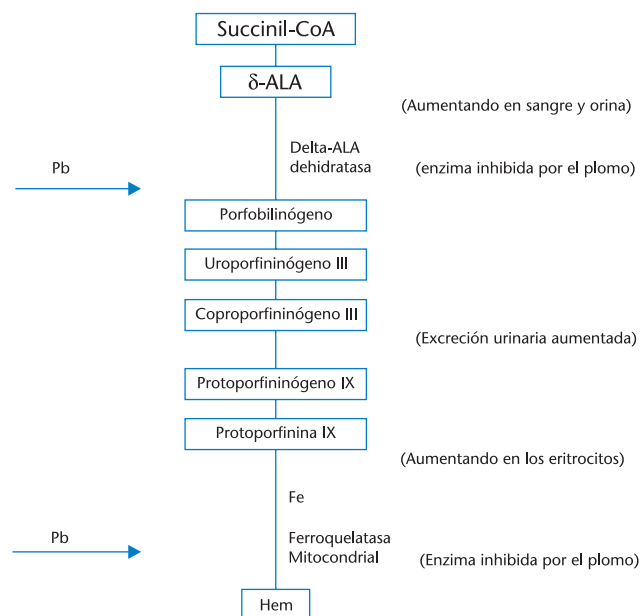 Succinil-CoA
δ-ALA
(Aumentando en sangre y orina)
Delta-ALA
dehidratasa
(enzima inhibida por el plomo)
Pb
Porfobilinógeno
Uroporfininógeno III
Coproporfininógeno III
(Excreción urinaria aumentada)
Protoporfininógeno IX
Protoporfinina IX
(Aumentando en los eritrocitos)
Fe
Pb
Ferroquelatasa
Mitocondrial
(Enzima inhibida por el plomo)
Hem